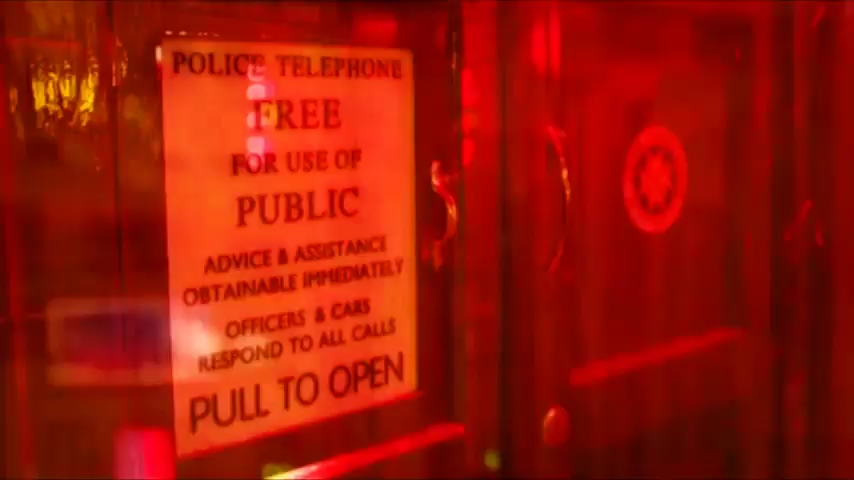 POLICE TELEPHONE
FREE
FOR USE OF
PUBLIC
ADVICE & ASSISTANCE
OBTAINABLE IMMEDIATELY
OFFICERS & CARS
RESPOND TO ALL CALLS
PULL TO OPEN